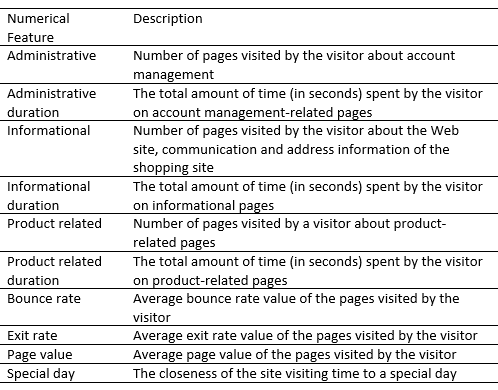 Numerical Description
Feature
Administrative Number of pages visited by the visitor about account
management
Administrative The total amount of time (in seconds) spent by the visitor
duration on account management-related pages
Informational Number of pages visited by the visitor about the Web
site, communication and address information of the
shopping site
Informational The total amount of time (in seconds) spent by the visitor
duration on informational pages
Product related Number of pages visited by a visitor about product-
related pages
Product related The total amount of time (in seconds) spent by the visitor
duration on product-related pages
Bounce rate Average bounce rate value of the pages visited by the
visitor
Exit rate Average exit rate value of the pages visited by the visitor
Page value Average page value of the pages visited by the visitor
Special day The closeness of the site visiting time to a special day